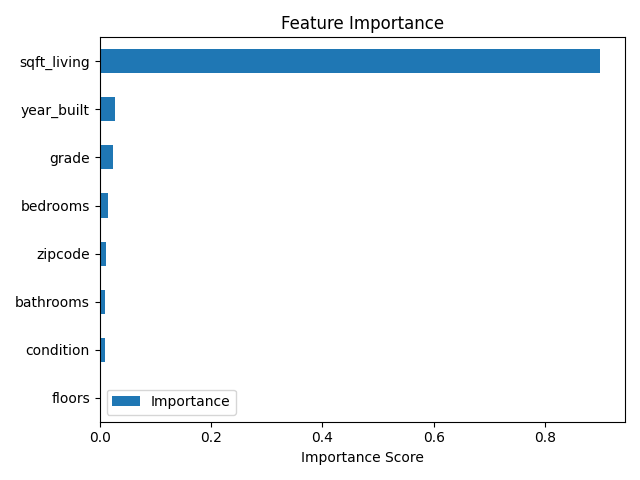 Feature Importance
sqft_living
year_built
grade
bedrooms
zipcode
bathrooms
condition
floors
Importance
0.0 0.2 0.4 0.6 0.8
Importance Score